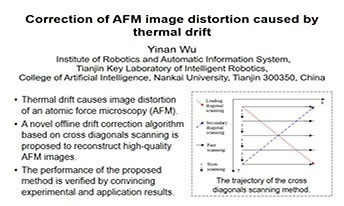 Correction of AFM image distortion caused by
thermal drift
Yinan Wu
Institute of Robotics and Automatic Information System,
Tianjin Key Laboratory of Intelligent Robotics,
College of Artificial Intelligence, Nankai University, Tianjin 300350, China
• Thermal drift causes image distortion
of an atomic force microscopy (AFM).
• A novel offline drift correction algorithm
based on cross diagonals scanning is
proposed to reconstruct high-quality
AFM images.
• The performance of the proposed
method is verified by convincing
experimental and application results.
Leading
diagonal
scanning
Secondary
diagonal
scanning
Fast
scanning
Slow
scanning
The trajectory of the cross
diagonals scanning method.